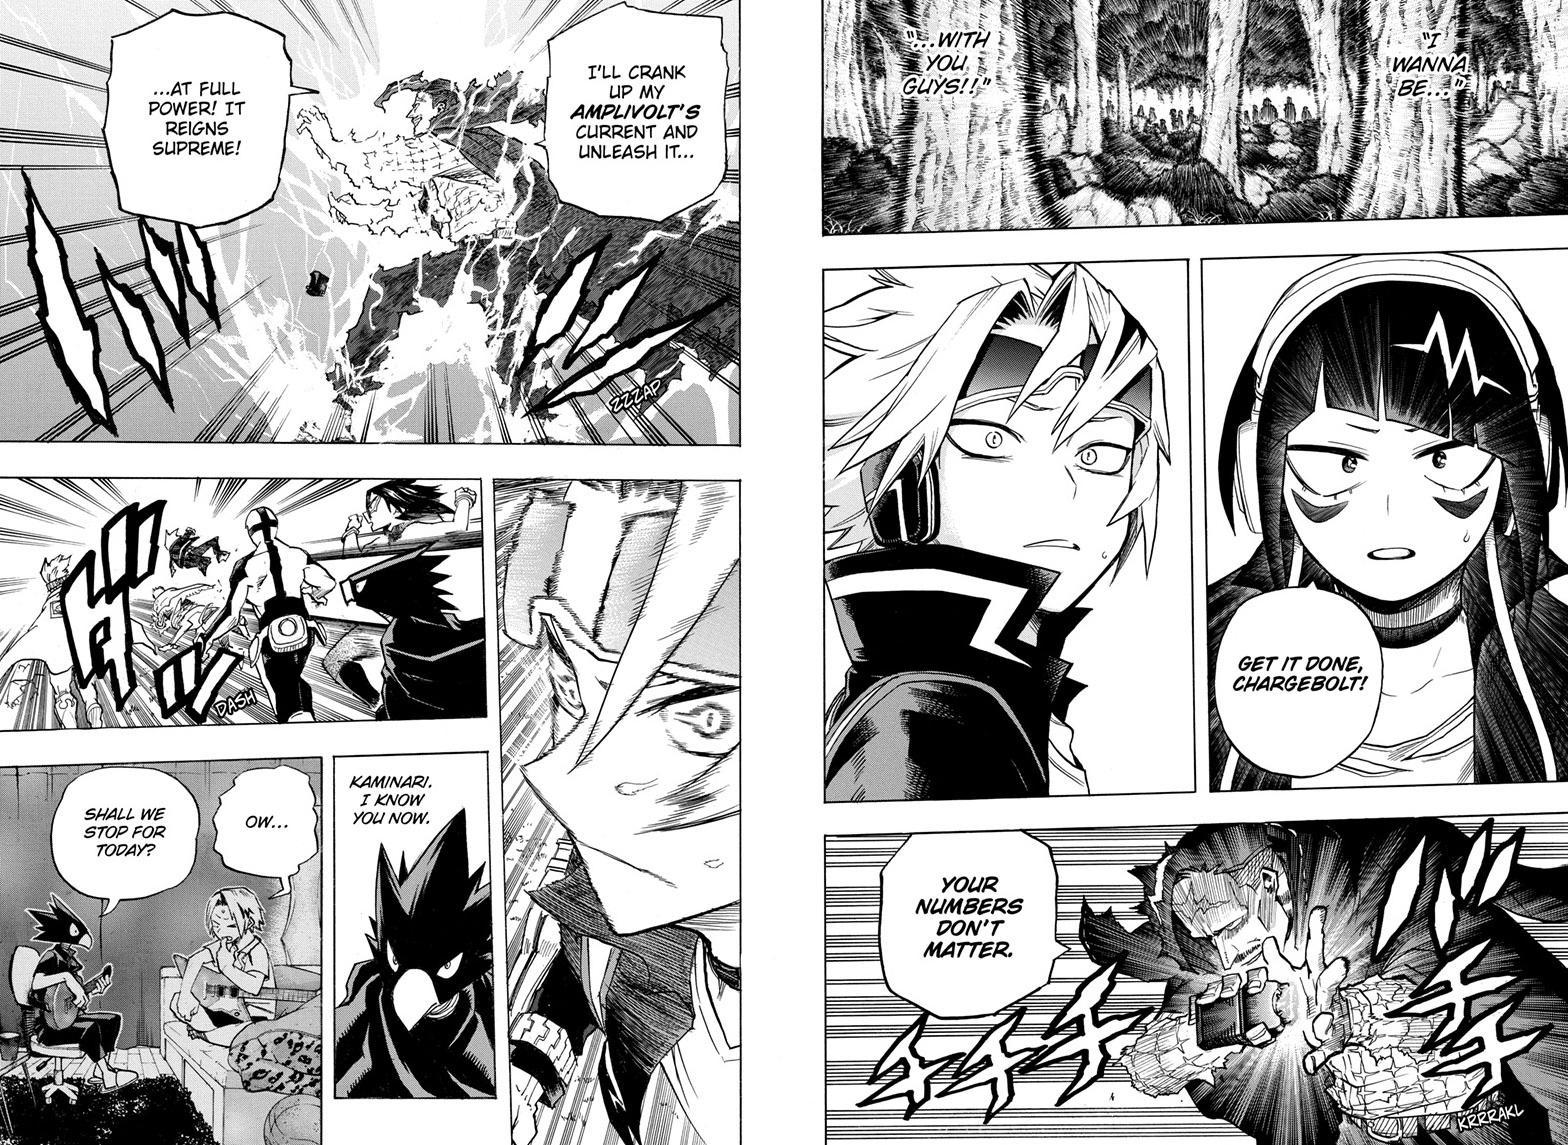 "I
WANNA
BE..."
"...WITH
YOU
GUYS!!"
GET IT DONE,
CHARGEBOLT!
YOUR
NUMBERS
DON'T
MATTER.
KRRRAKL
I'LL CRANK
UP MY
AMPLIVOLT'S
CURRENT AND
UNLEASH IT...
...AT FULL
POWER! IT
REIGNS
SUPREME!
ZZZAP
DASH
KAMINARI.
I KNOW
YOU NOW.
OW...
SHALL WE
STOP FOR
TODAY?